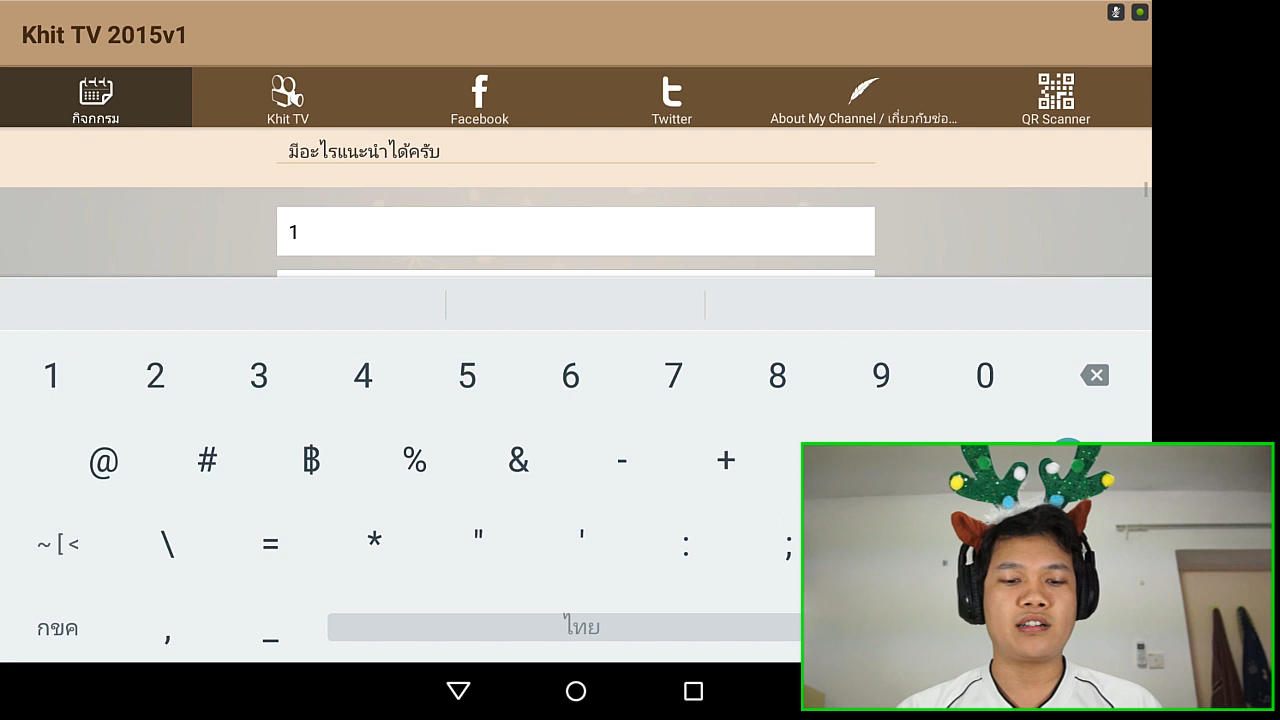 Khit TV 2015v1
กิจกกรม
Khit TV
Facebook
Twitter
About My Channel / เกี่ยวกับช่อ…
QR Scanner
มีอะไรแนะนำได้ครับ
1
1 2 3 4 5 6 7 8 9 0
@ # ฿ % & - +
~ [ < \ = * " ' : ;
กขค , _ ไทย